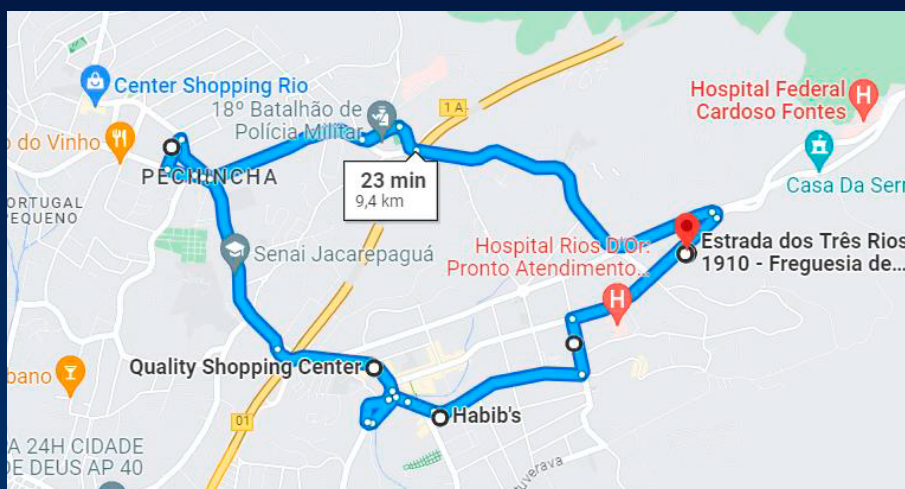 Center Shopping Rio
18º Batalhão de
Polícia Militar
1 A
Hospital Federal
Cardoso Fontes
H
o do Vinho
PECHINCHA
23 min
9,4 km
Casa Da Serr
PORTUGAL
PEQUENO
Senai Jacarepaguá
Hospital Rios D'Or:
Pronto Atendimento...
H
Estrada dos Três Rios
1910 - Freguesia de...
Quality Shopping Center
bano
01
Habib's
A 24H CIDADE
DE DEUS AP 40
tuverava